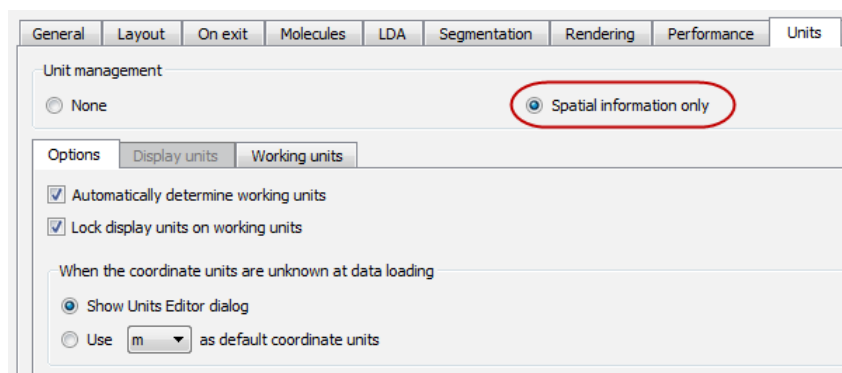 General Layout On exit Molecules LDA Segmentation Rendering Performance Units
Unit management
None Spatial information only
Options Display units Working units
Automatically determine working units
Lock display units on working units
When the coordinate units are unknown at data loading
Show Units Editor dialog
Use m as default coordinate units